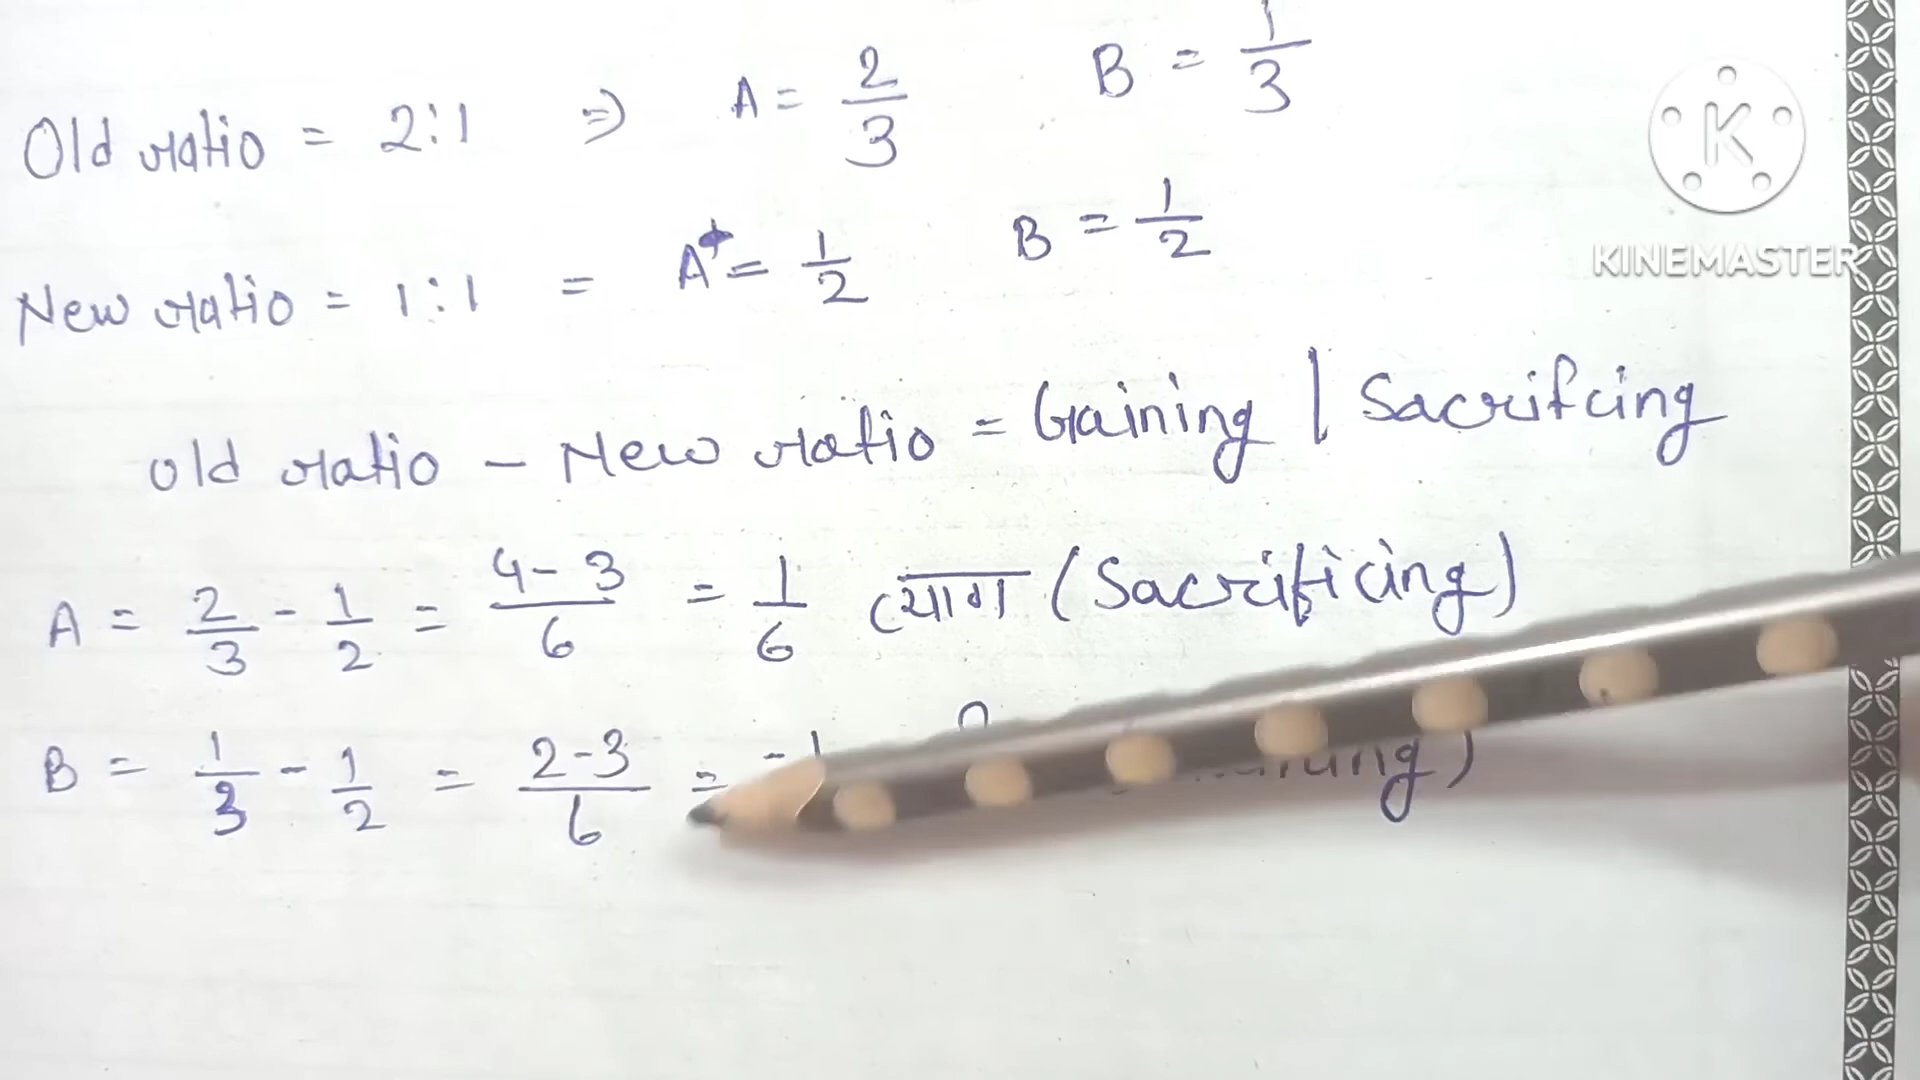 Old ratio = 2:1 ⇒ A = 2/3 B = 1/3
New ratio = 1:1 = A = 1/2 B = 1/2
old ratio - New ratio = Gaining | Sacrifcing
A = 2/3 - 1/2 = 4-3/6 = 1/6 त्याग (Sacrificing)
B = 1/3 - 1/2 = 2-3/6 = -1
K
KINEMASTER